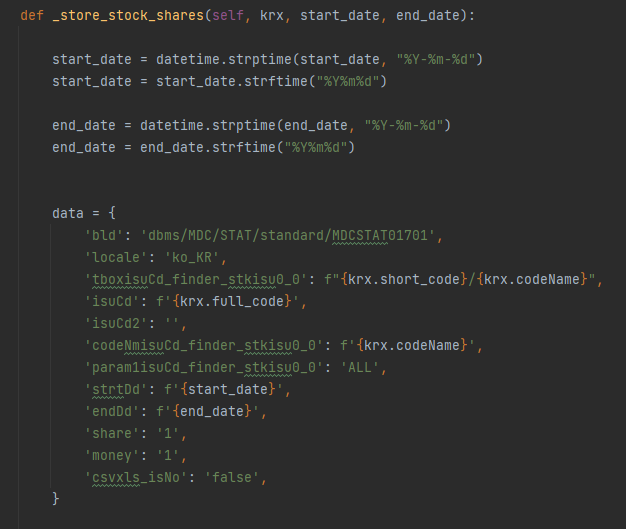 def _store_stock_shares(self, krx, start_date, end_date):
start_date = datetime.strptime(start_date, "%Y-%m-%d")
start_date = start_date.strftime("%Y%m%d")
end_date = datetime.strptime(end_date, "%Y-%m-%d")
end_date = end_date.strftime("%Y%m%d")
data = {
'bld': 'dbms/MDC/STAT/standard/MDCSTAT01701',
'locale': 'ko_KR',
'tboxisuCd_finder_stkisu0_0': f"{krx.short_code}/{krx.codeName}",
'isuCd': f'{krx.full_code}',
'isuCd2': '',
'codeNmisuCd_finder_stkisu0_0': f'{krx.codeName}',
'param1isuCd_finder_stkisu0_0': 'ALL',
'strtDd': f'{start_date}',
'endDd': f'{end_date}',
'share': '1',
'money': '1',
'csvxls_isNo': 'false',
}